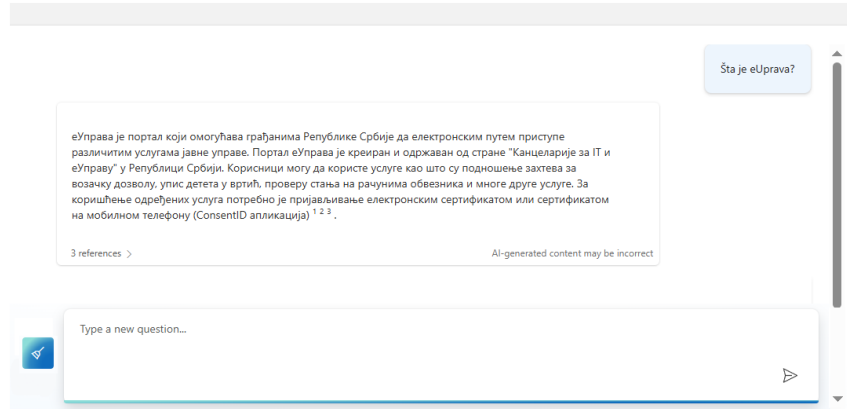 Šta je eUprava?
еУправа је портал који омогућава грађанима Републике Србије да електронским путем приступе
различитим услугама јавне управе. Портал еУправа је креиран и одржаван од стране "Канцеларије за IT и
еУправу" у Републици Србији. Корисници могу да користе услуге као што су подношење захтева за
возачку дозволу, упис детета у вртић, проверу стања на рачунима обвезника и многе друге услуге. За
коришћење одређених услуга потребно је пријављивање електронским сертификатом или сертификатом
на мобилном телефону (ConsentID апликација) 1 2 3 .
3 references >
AI-generated content may be incorrect
Type a new question...